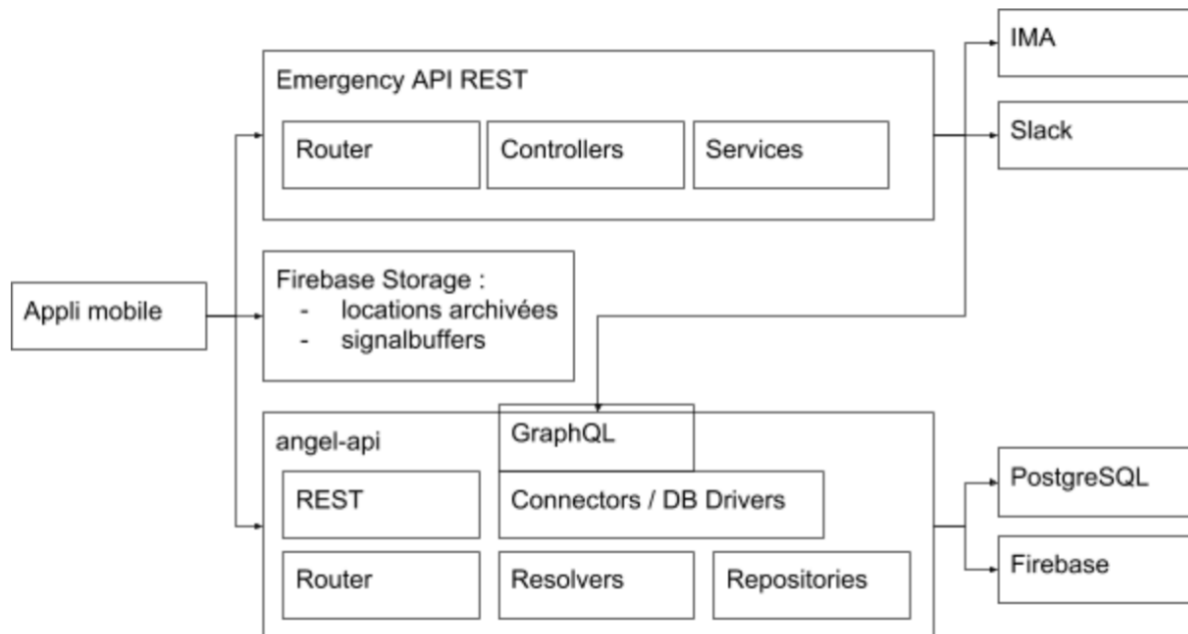 IMA
Emergency API REST
Slack
Router
Controllers
Services
Firebase Storage :
- locations archivées
- signalbuffers
Appli mobile
GraphQL
angel-api
PostgreSQL
REST
Connectors / DB Drivers
Firebase
Router
Resolvers
Repositories